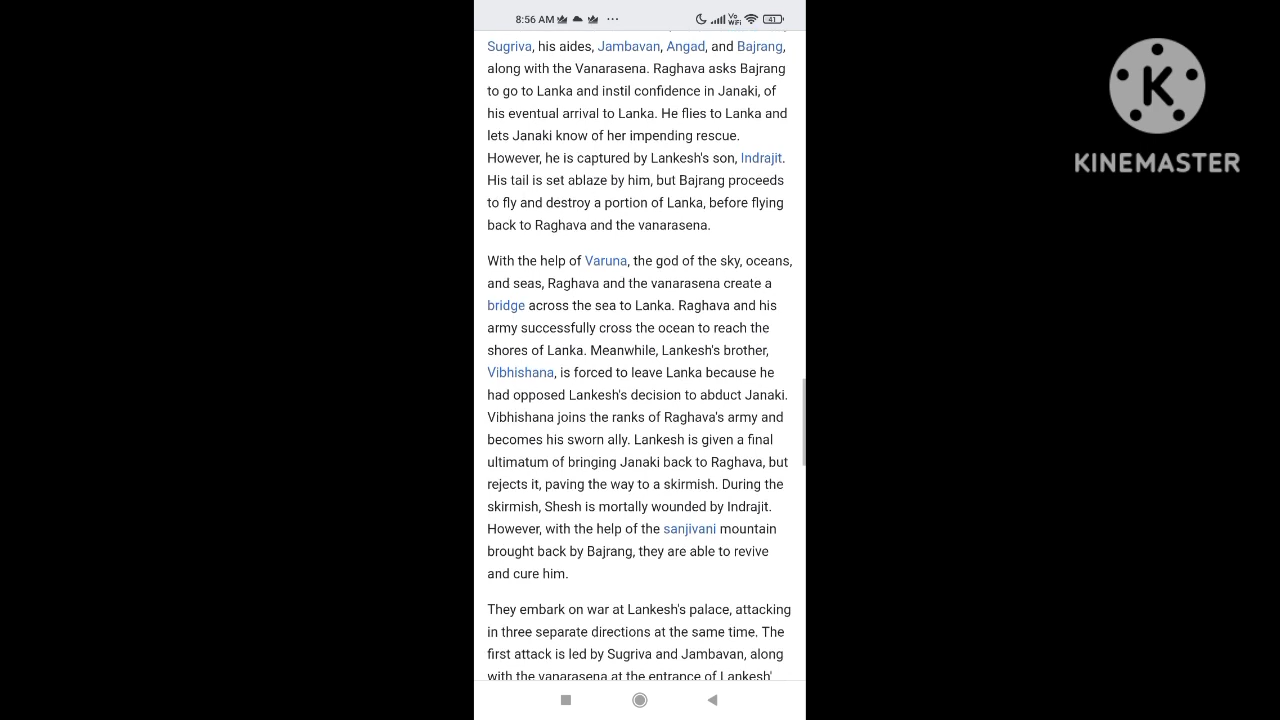 8:56 AM
Vo WiFi
41
Sugriva, his aides, Jambavan, Angad, and Bajrang,
along with the Vanarasena. Raghava asks Bajrang
to go to Lanka and instil confidence in Janaki, of
his eventual arrival to Lanka. He flies to Lanka and
lets Janaki know of her impending rescue.
However, he is captured by Lankesh's son, Indrajit.
His tail is set ablaze by him, but Bajrang proceeds
to fly and destroy a portion of Lanka, before flying
back to Raghava and the vanarasena.
With the help of Varuna, the god of the sky, oceans,
and seas, Raghava and the vanarasena create a
bridge across the sea to Lanka. Raghava and his
army successfully cross the ocean to reach the
shores of Lanka. Meanwhile, Lankesh's brother,
Vibhishana, is forced to leave Lanka because he
had opposed Lankesh's decision to abduct Janaki.
Vibhishana joins the ranks of Raghava's army and
becomes his sworn ally. Lankesh is given a final
ultimatum of bringing Janaki back to Raghava, but
rejects it, paving the way to a skirmish. During the
skirmish, Shesh is mortally wounded by Indrajit.
However, with the help of the sanjivani mountain
brought back by Bajrang, they are able to revive
and cure him.
They embark on war at Lankesh's palace, attacking
in three separate directions at the same time. The
first attack is led by Sugriva and Jambavan, along
with the vanarasena at the entrance of Lankesh'
K
KINEMASTER